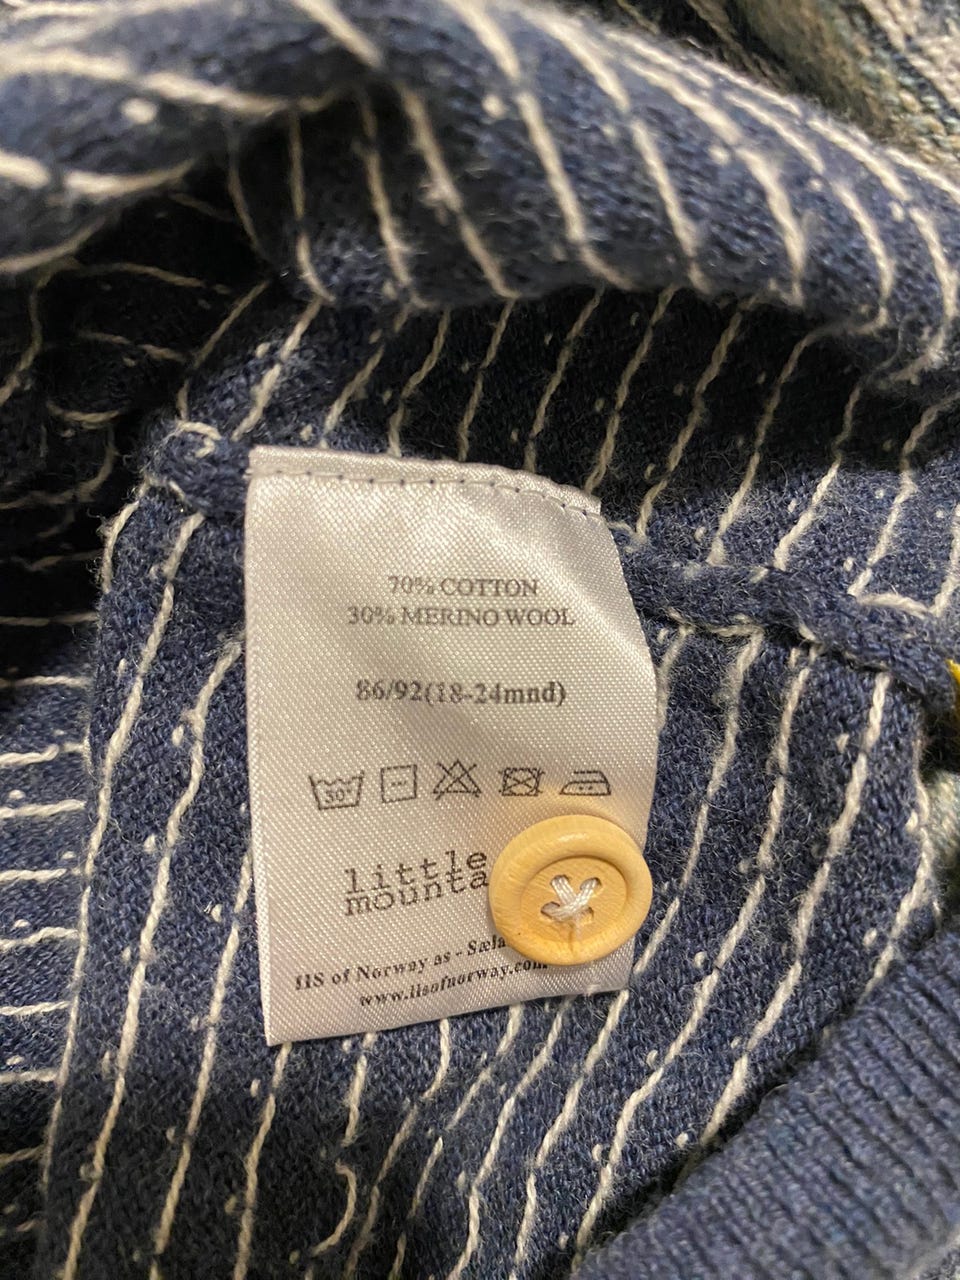 70% COTTON
30% MERINO WOOL
86/92(18-24mnd)
30°
little
mounta
IIS of Norway as - Sæla
www.iisofnorway.com